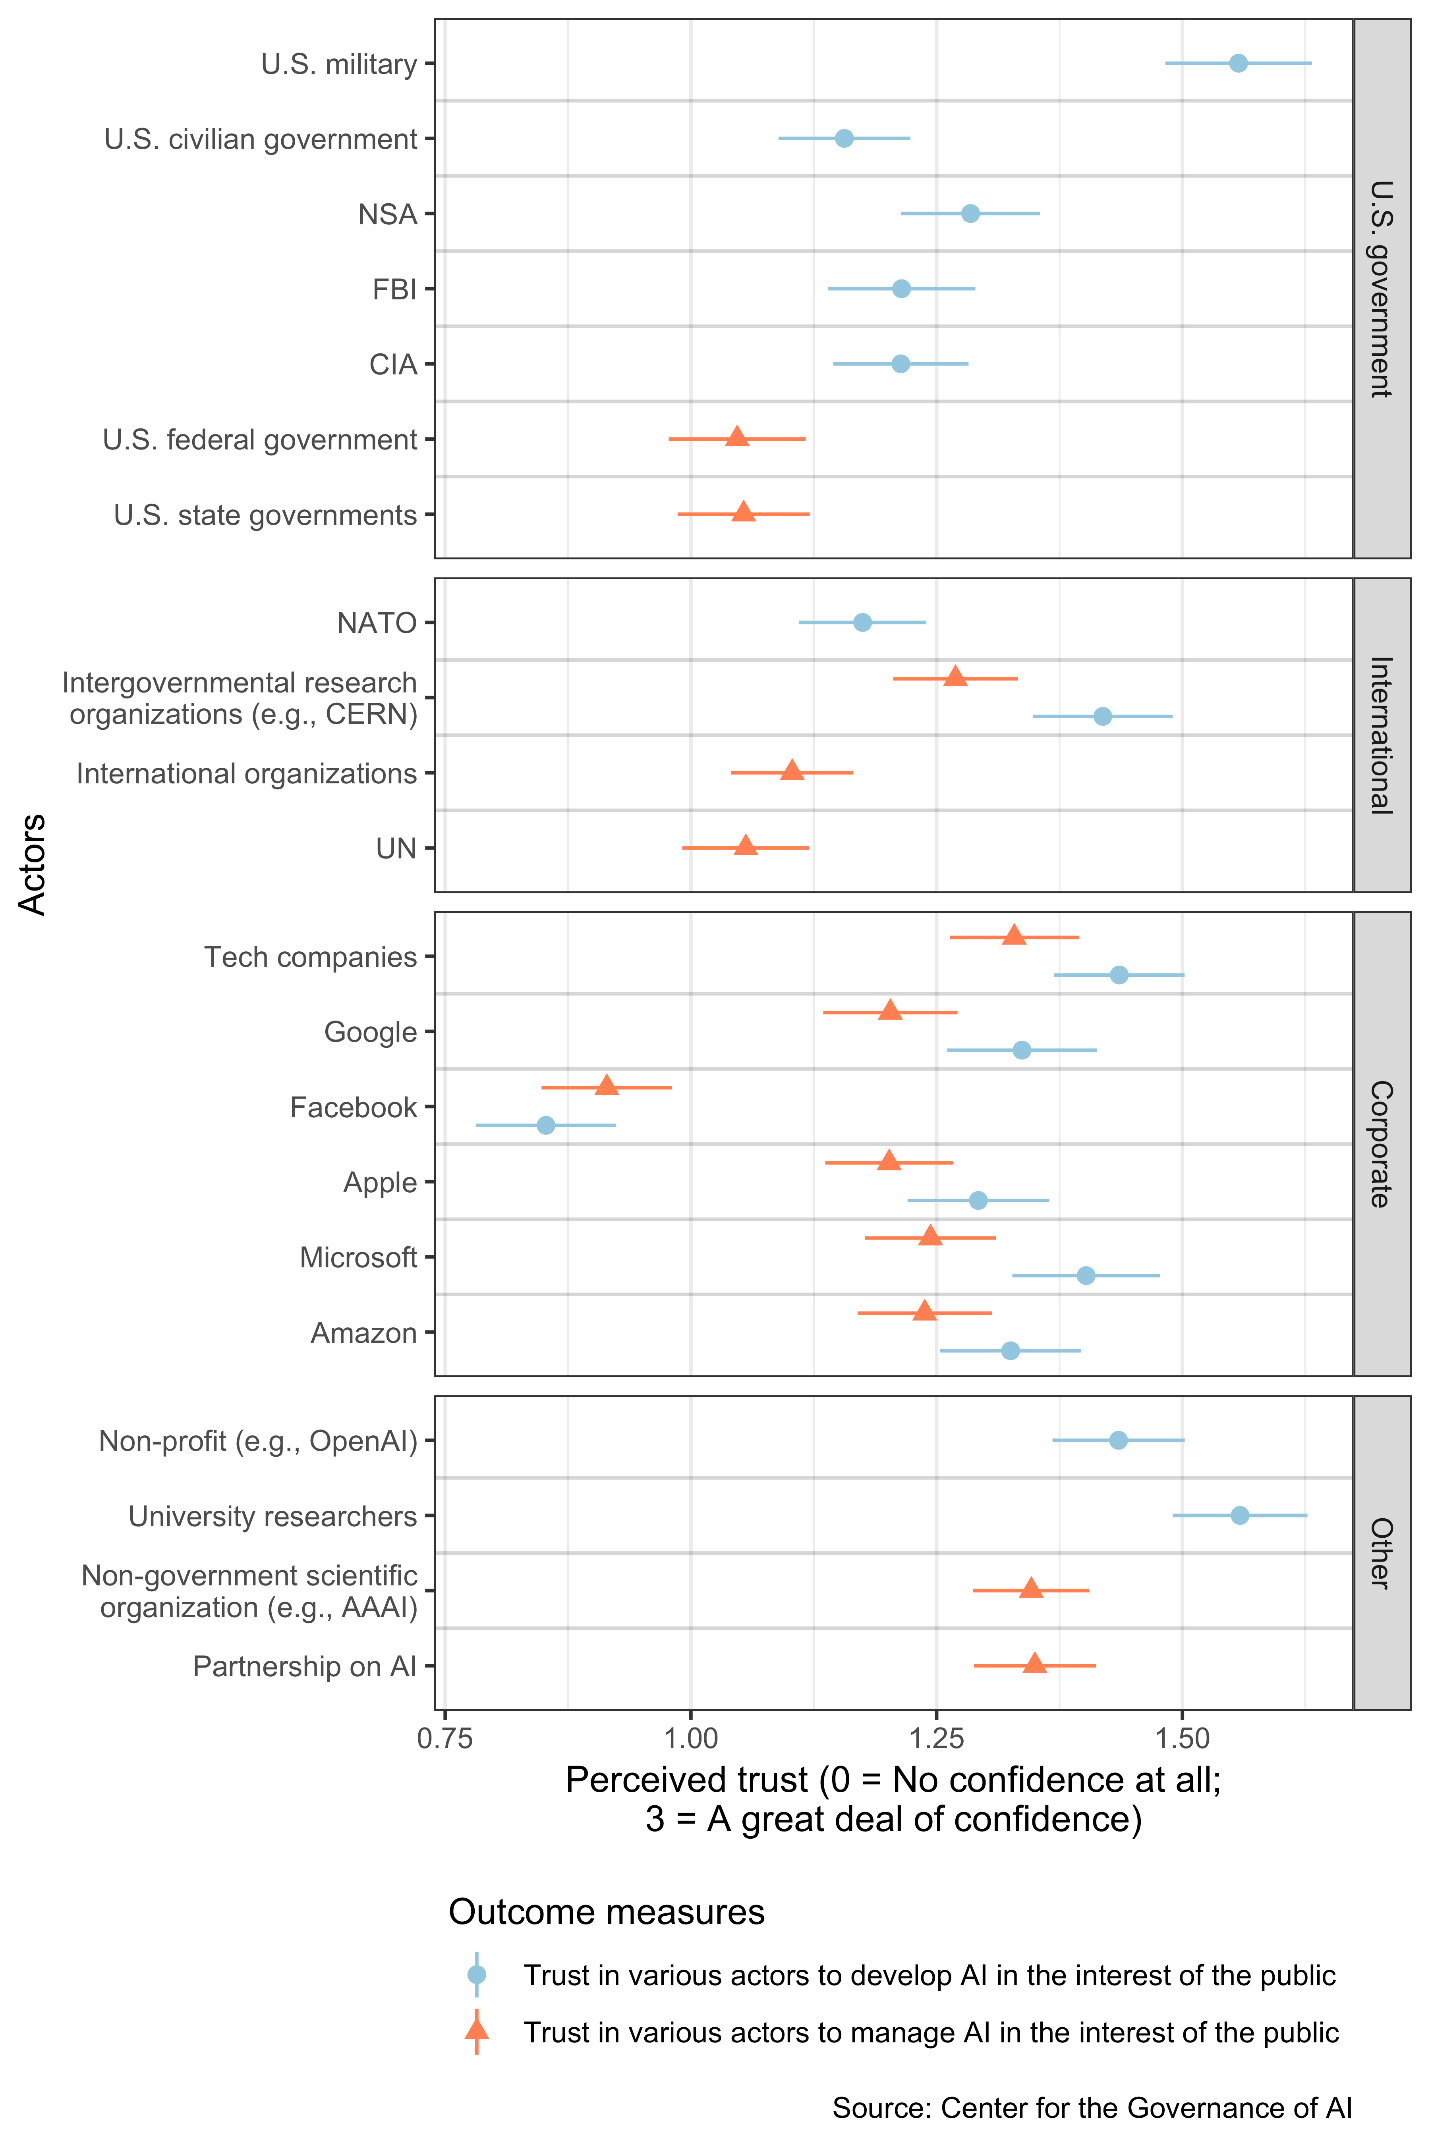 U.S. military
U.S. civilian government
NSA
FBI
CIA
U.S. federal government
U.S. state governments
U.S. government
NATO
Intergovernmental research
organizations (e.g., CERN)
International organizations
UN
International
Actors
Tech companies
Google
Facebook
Apple
Microsoft
Amazon
Corporate
Non-profit (e.g., OpenAI)
University researchers
Non-government scientific
organization (e.g., AAAI)
Partnership on AI
Other
0.75 1.00 1.25 1.50
Perceived trust (0 = No confidence at all;
3 = A great deal of confidence)
Outcome measures
Trust in various actors to develop AI in the interest of the public
Trust in various actors to manage AI in the interest of the public
Source: Center for the Governance of AI